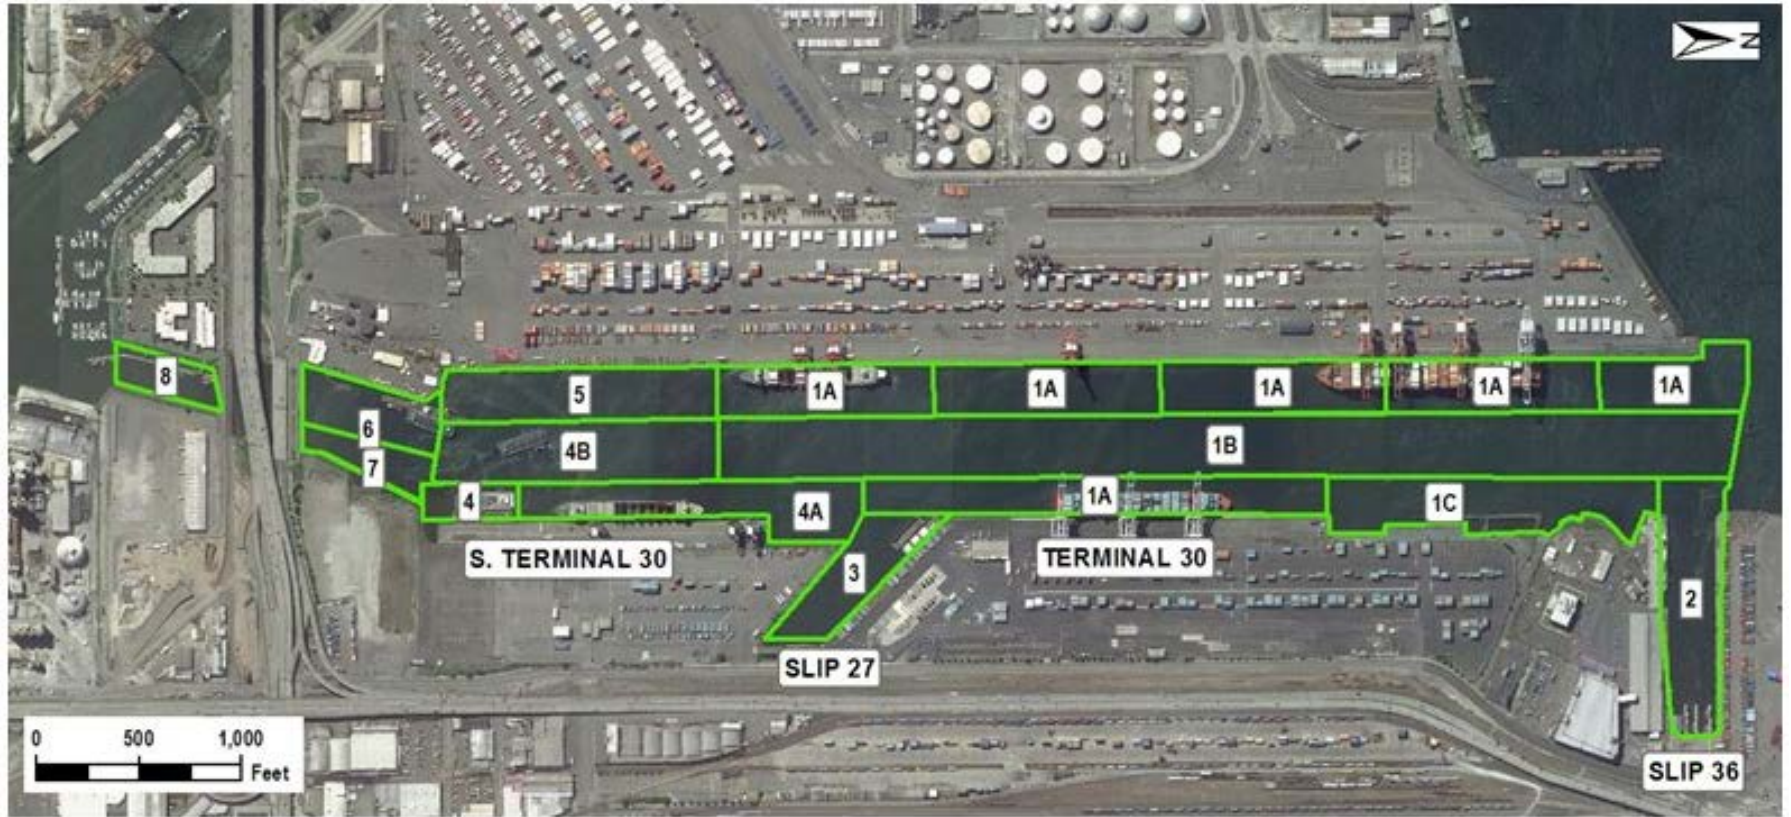 N
8
5
1A
1A
1A
1A
1A
6
7
4B
1B
4
4A
1A
1C
S. TERMINAL 30
3
TERMINAL 30
2
SLIP 27
SLIP 36
0 500 1,000
Feet